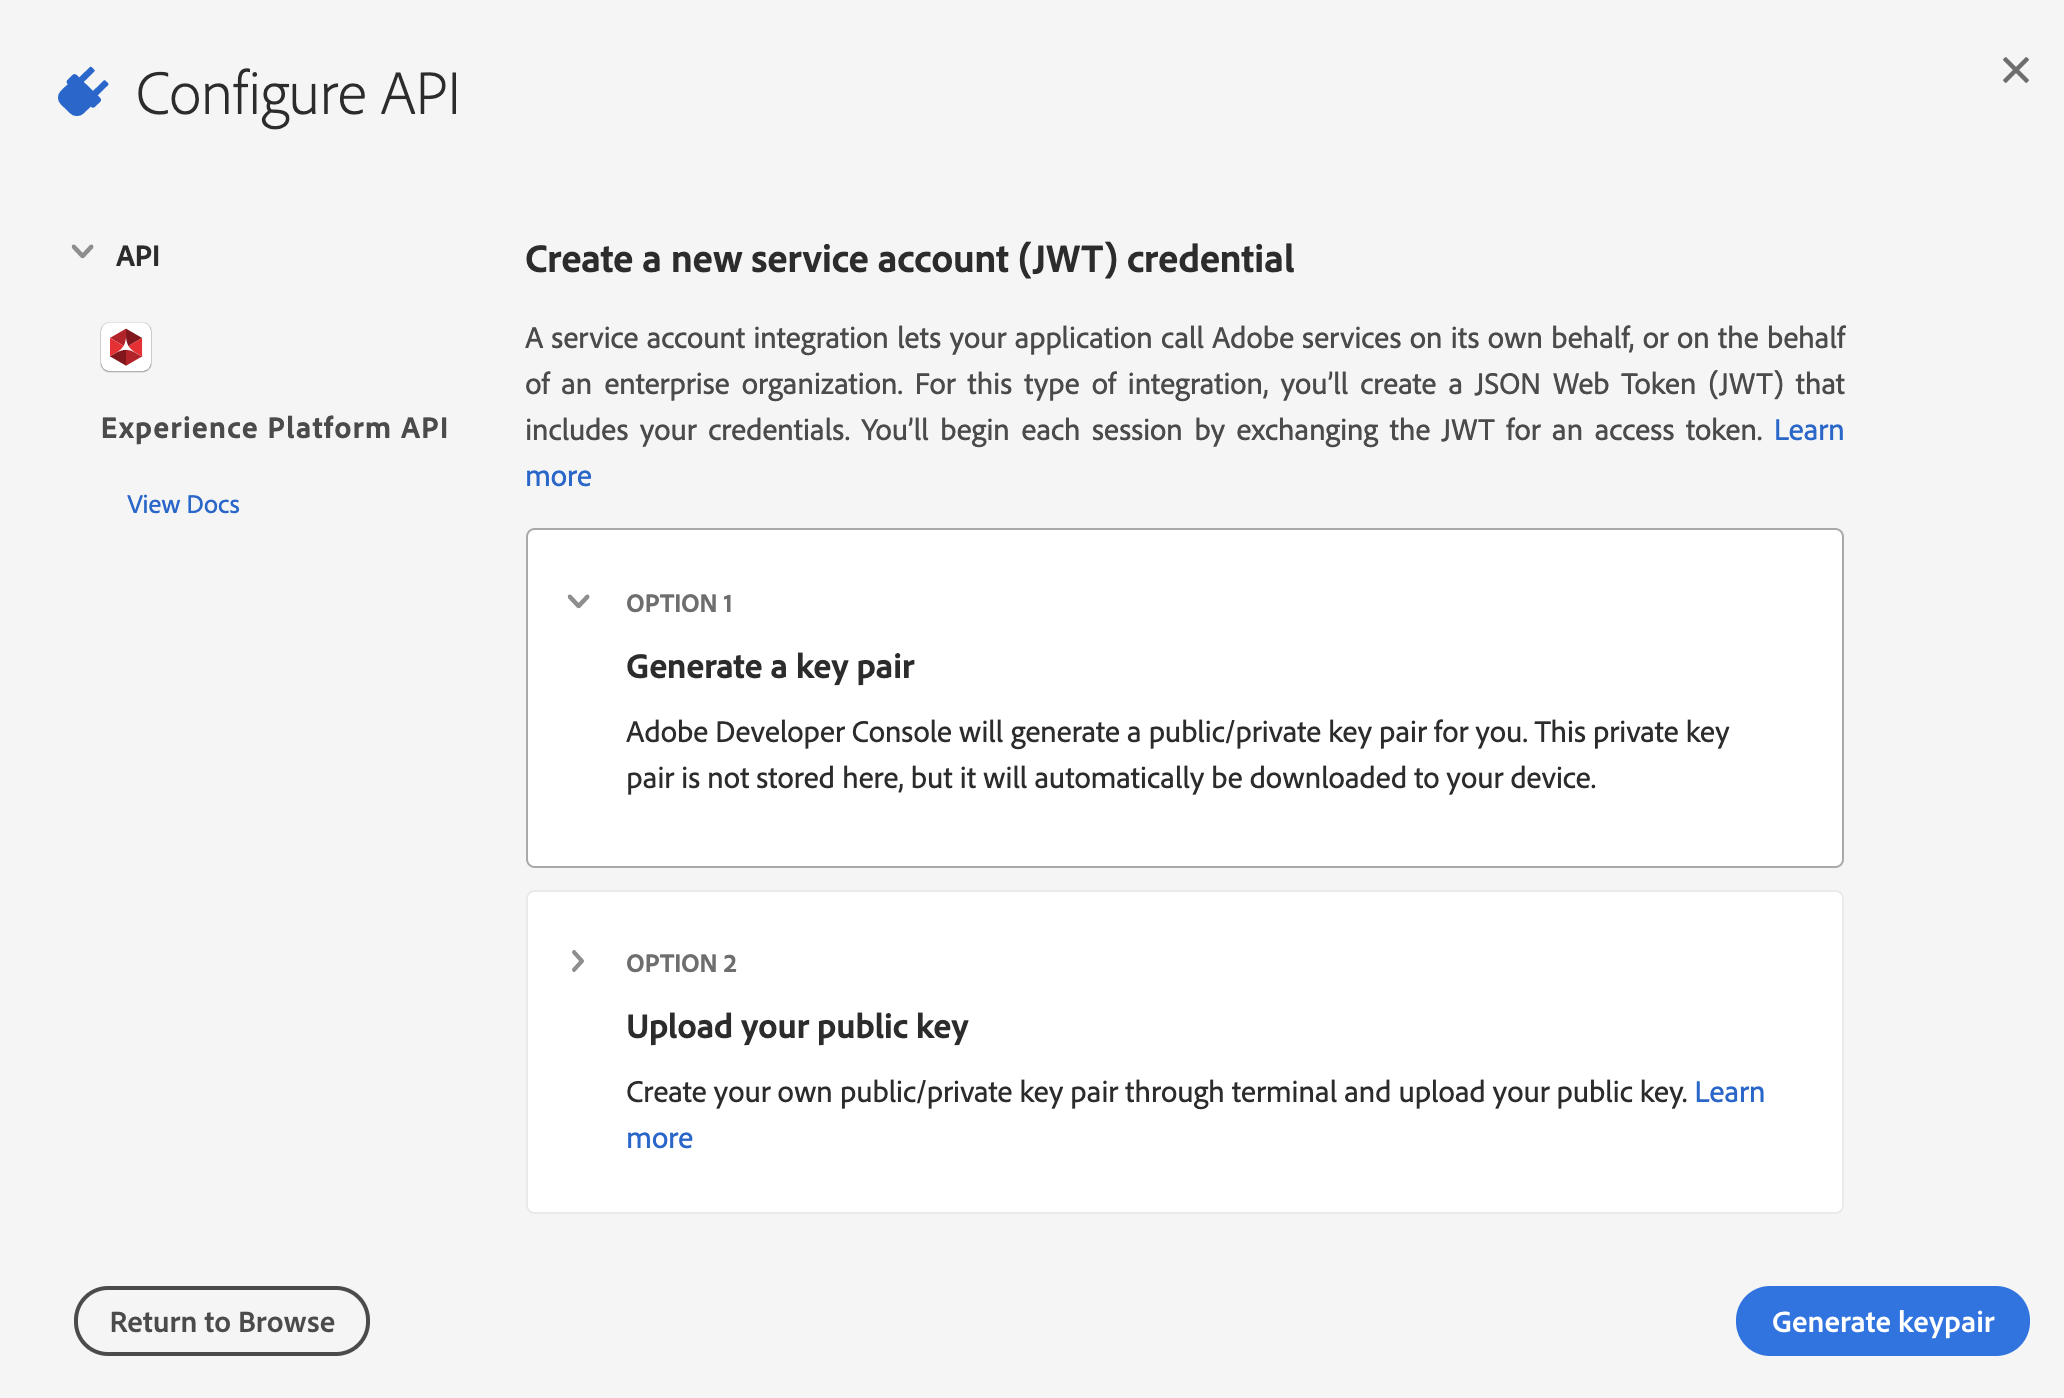 Configure API
API
Experience Platform API
View Docs
Create a new service account (JWT) credential
A service account integration lets your application call Adobe services on its own behalf, or on the behalf
of an enterprise organization. For this type of integration, you’ll create a JSON Web Token (JWT) that
includes your credentials. You’ll begin each session by exchanging the JWT for an access token. Learn
more
OPTION 1
Generate a key pair
Adobe Developer Console will generate a public/private key pair for you. This private key
pair is not stored here, but it will automatically be downloaded to your device.
OPTION 2
Upload your public key
Create your own public/private key pair through terminal and upload your public key. Learn
more
Return to Browse
Generate keypair